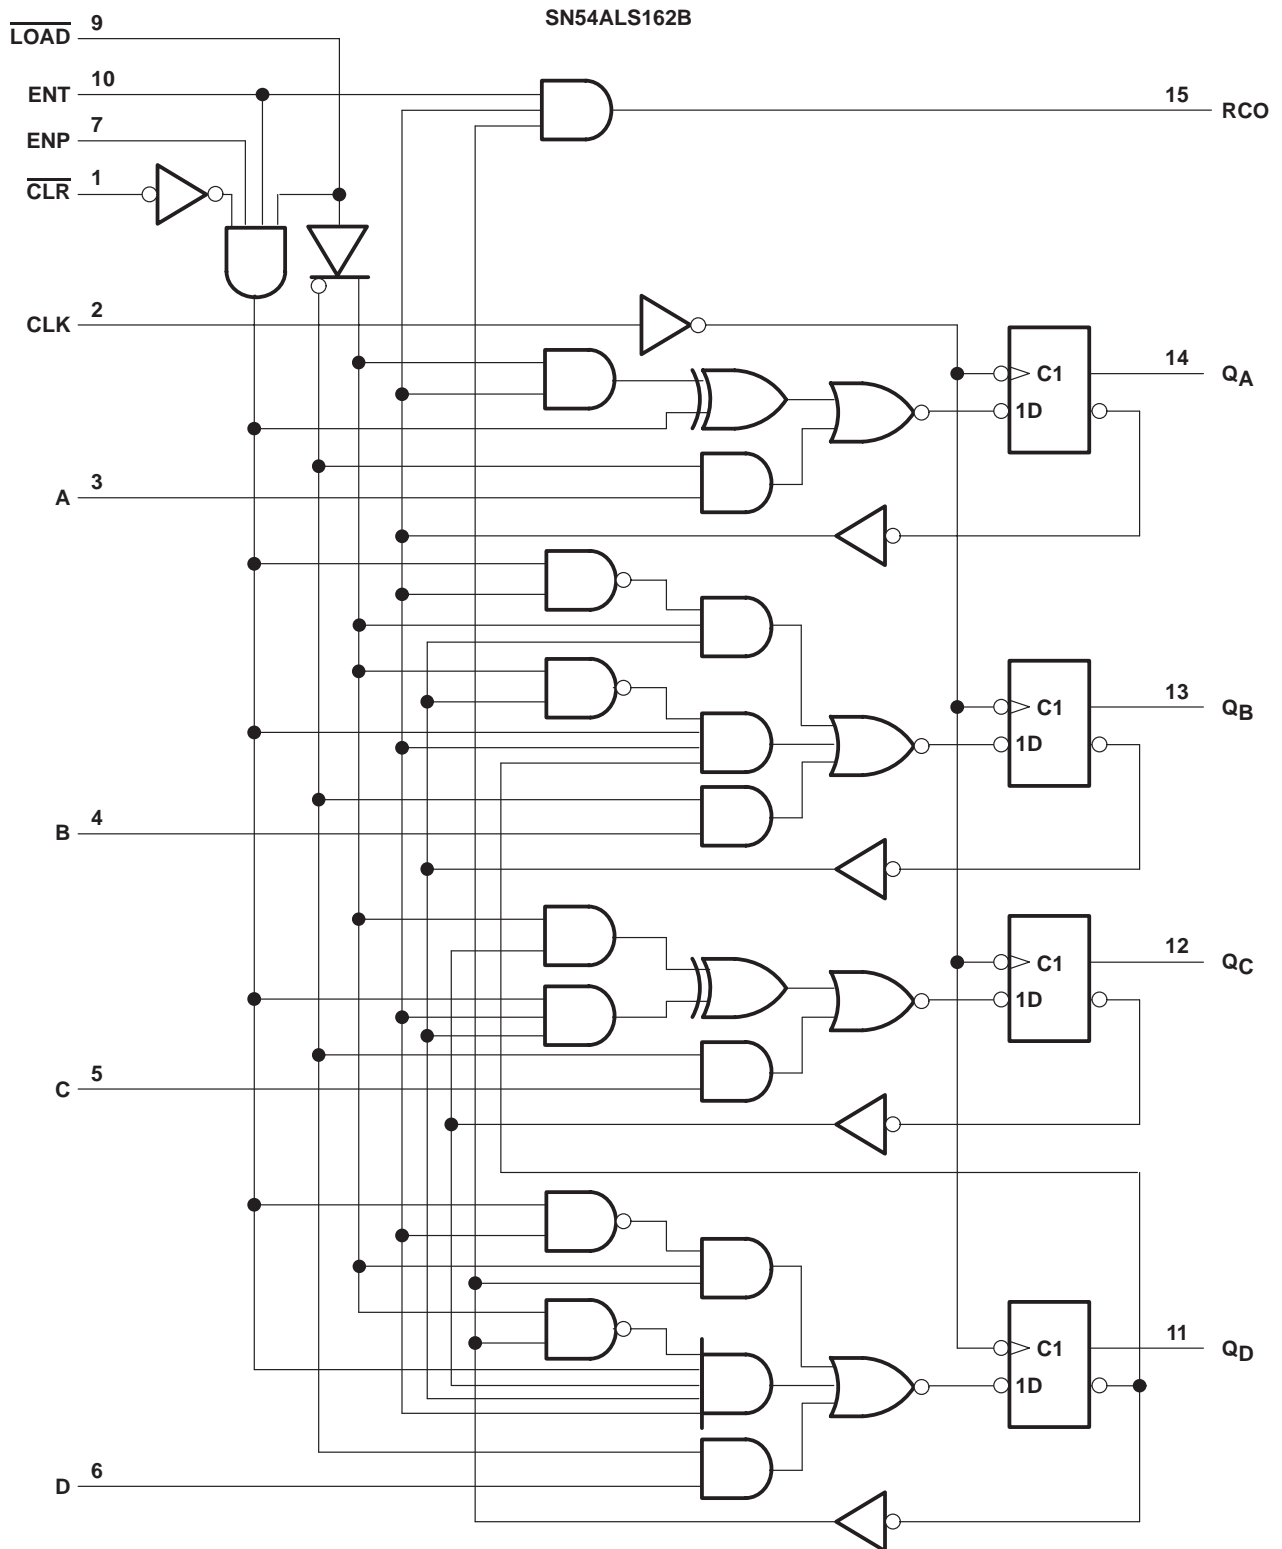 SN54ALS162B
LOAD 9
ENT 10
15 RCO
ENP 7
CLR 1
CLK 2
C1 14 QA
1D
A 3
C1 13 QB
1D
B 4
C1 12 QC
1D
C 5
C1 11 QD
1D
D 6